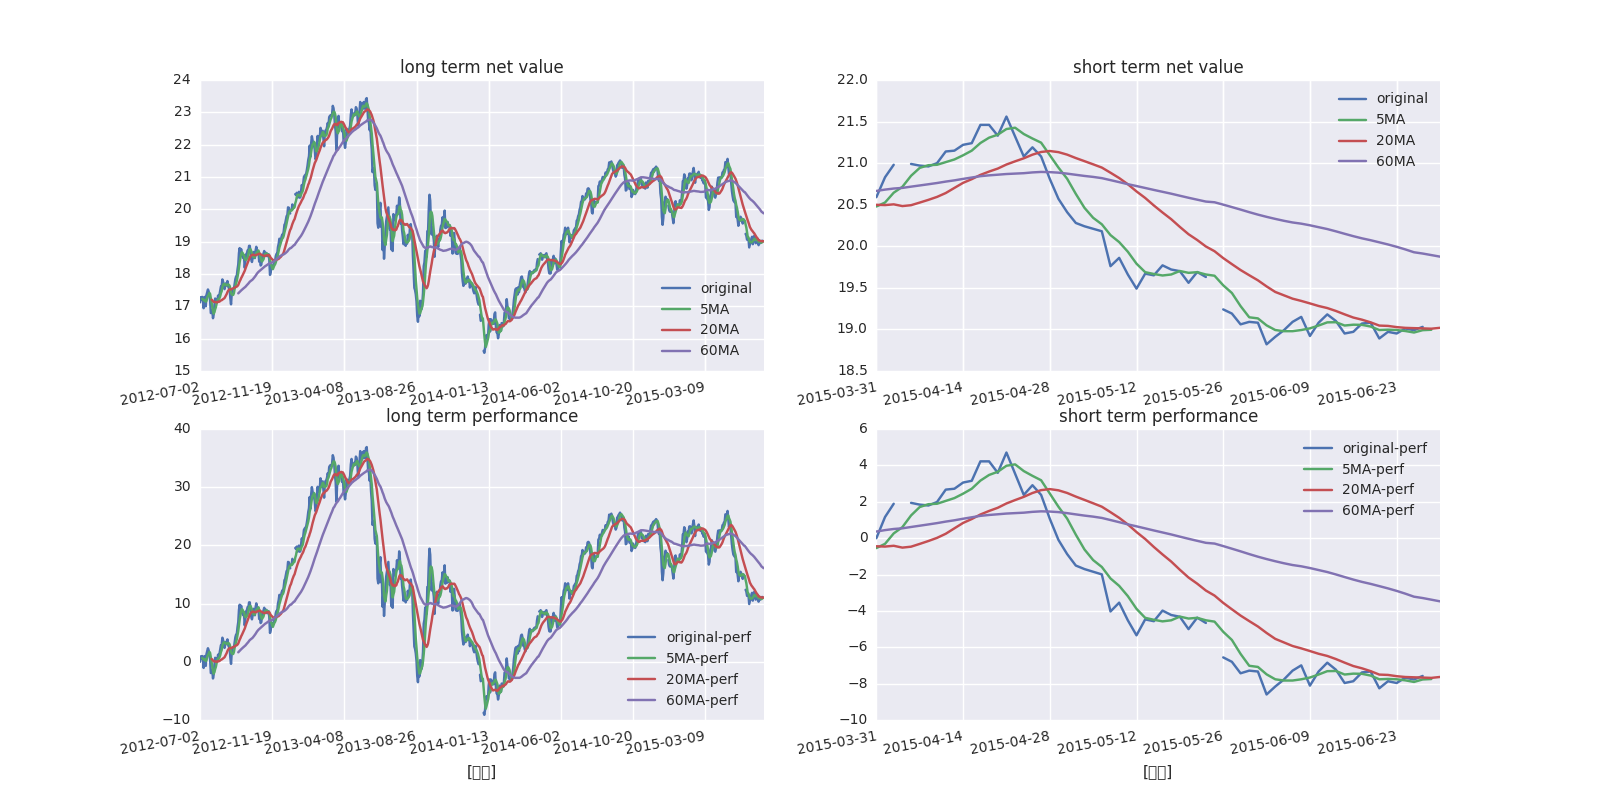 long term net value
24
23
22
21
20
19
18
17
16
15
original
5MA
20MA
60MA
2012-07-02 2012-11-19 2013-04-08 2013-08-26 2014-01-13 2014-06-02 2014-10-20 2015-03-09
short term net value
22.0
21.5
21.0
20.5
20.0
19.5
19.0
18.5
original
5MA
20MA
60MA
2015-03-31 2015-04-14 2015-04-28 2015-05-12 2015-05-26 2015-06-09 2015-06-23
long term performance
40
30
20
10
0
−10
original-perf
5MA-perf
20MA-perf
60MA-perf
2012-07-02 2012-11-19 2013-04-08 2013-08-26 2014-01-13 2014-06-02 2014-10-20 2015-03-09
short term performance
6
4
2
0
−2
−4
−6
−8
−10
original-perf
5MA-perf
20MA-perf
60MA-perf
2015-03-31 2015-04-14 2015-04-28 2015-05-12 2015-05-26 2015-06-09 2015-06-23